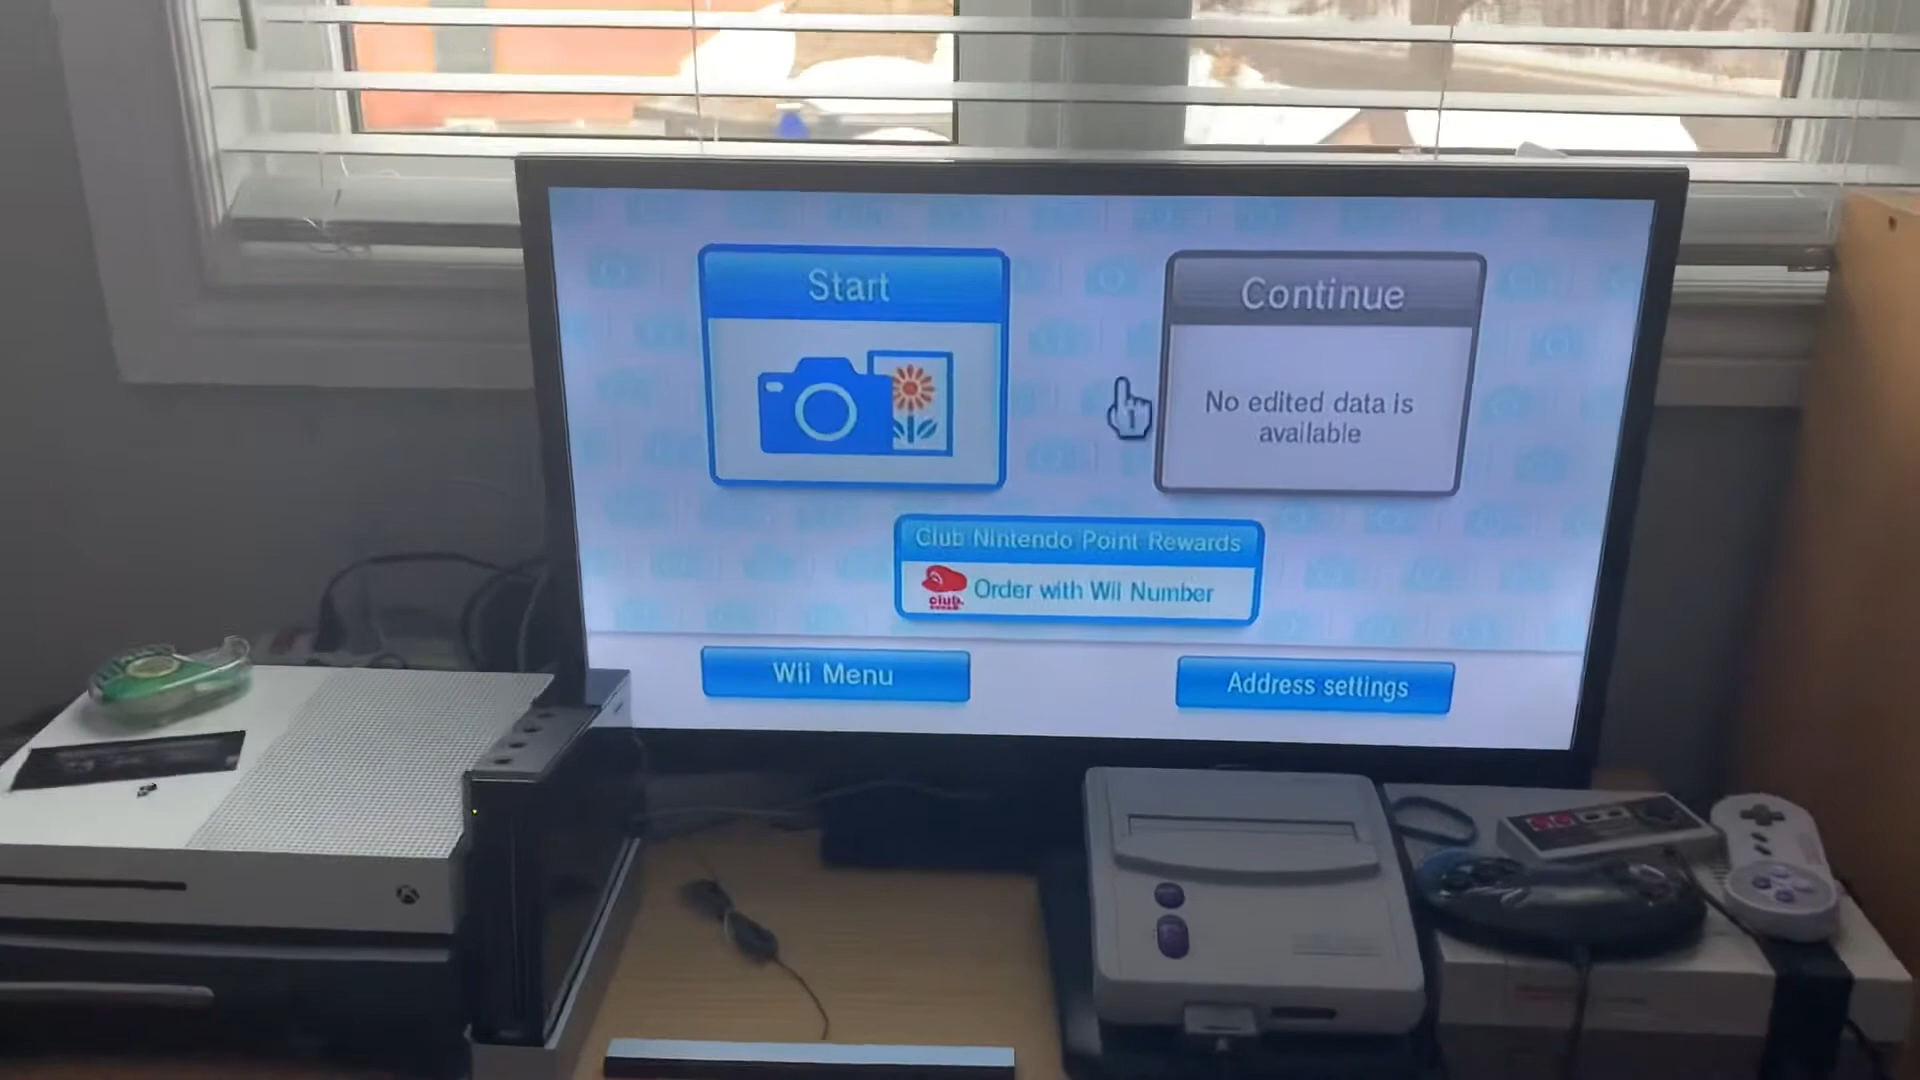 Start
Continue
No edited data is
available
Club Nintendo Point Rewards
club
Order with Wii Number
Wii Menu
Address settings